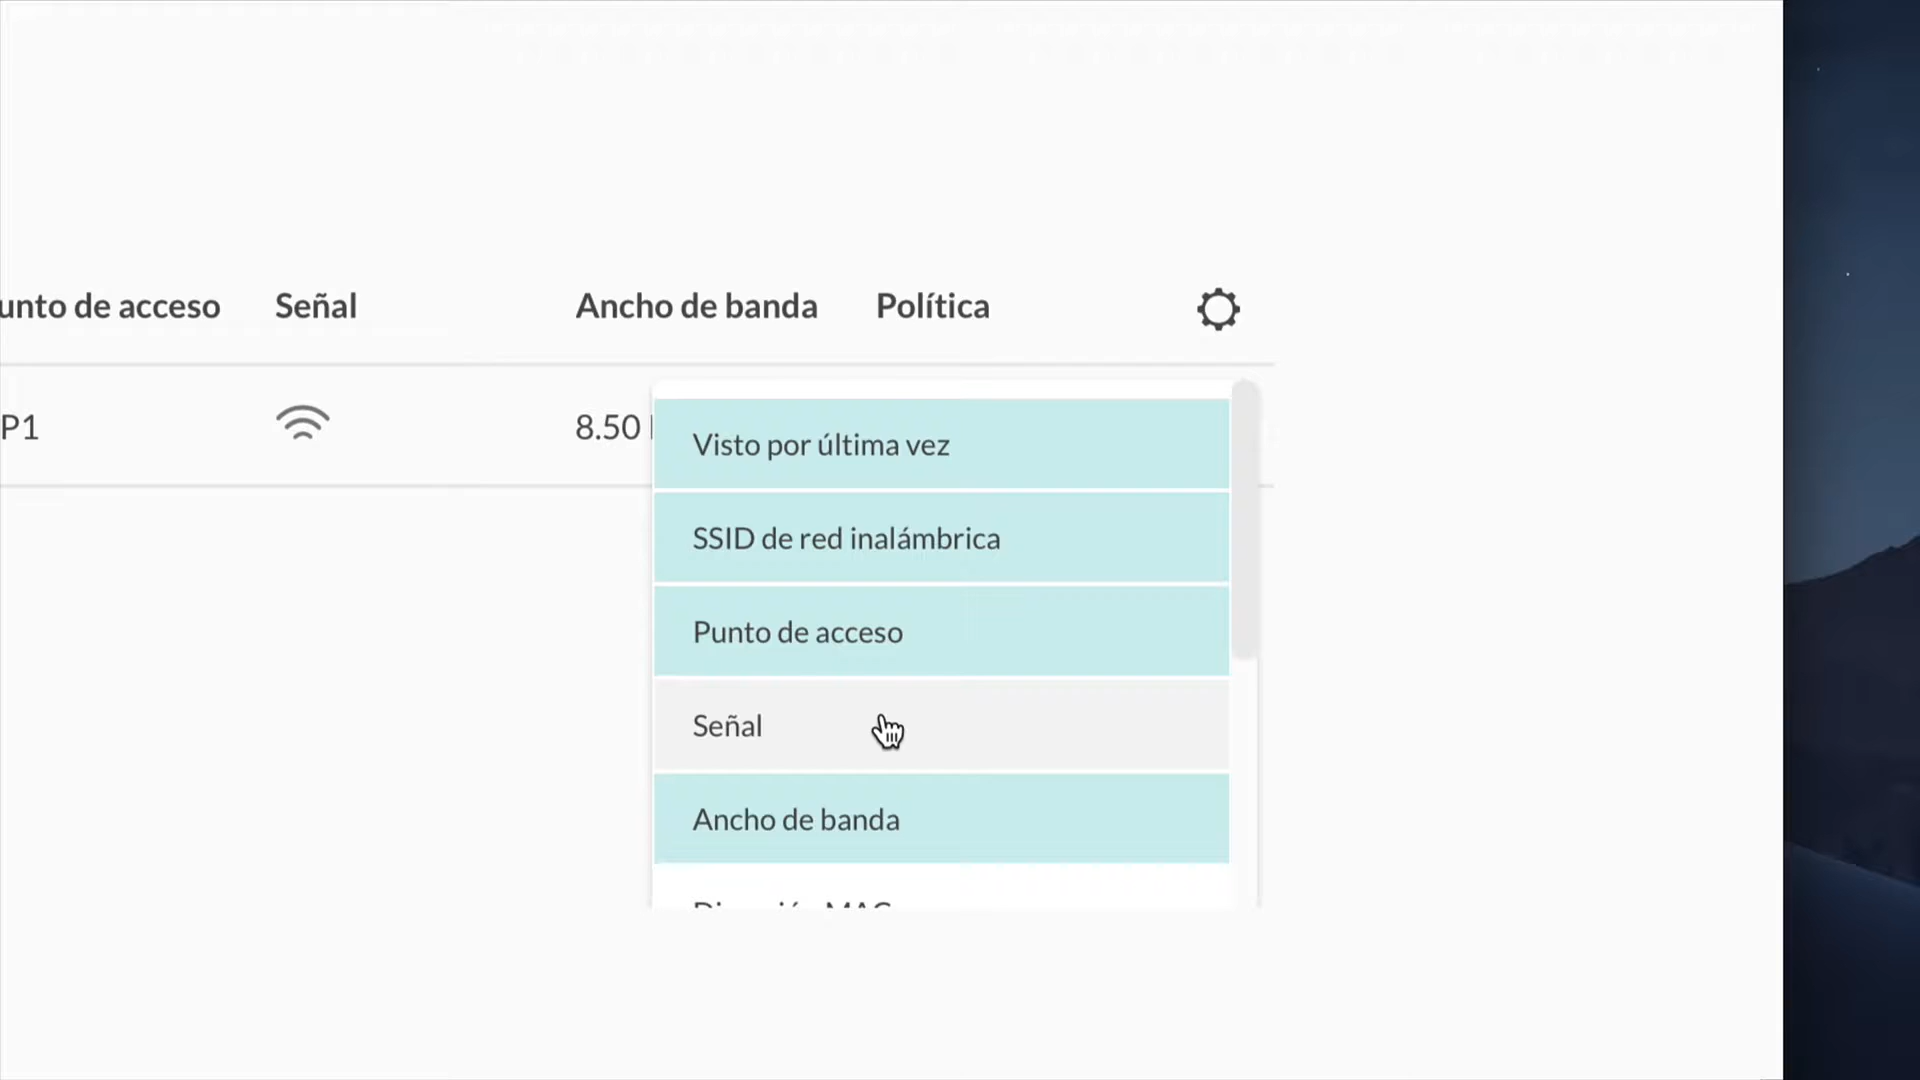 unto de acceso Señal Ancho de banda Política
P1 8.50
Visto por última vez
SSID de red inalámbrica
Punto de acceso
Señal
Ancho de banda